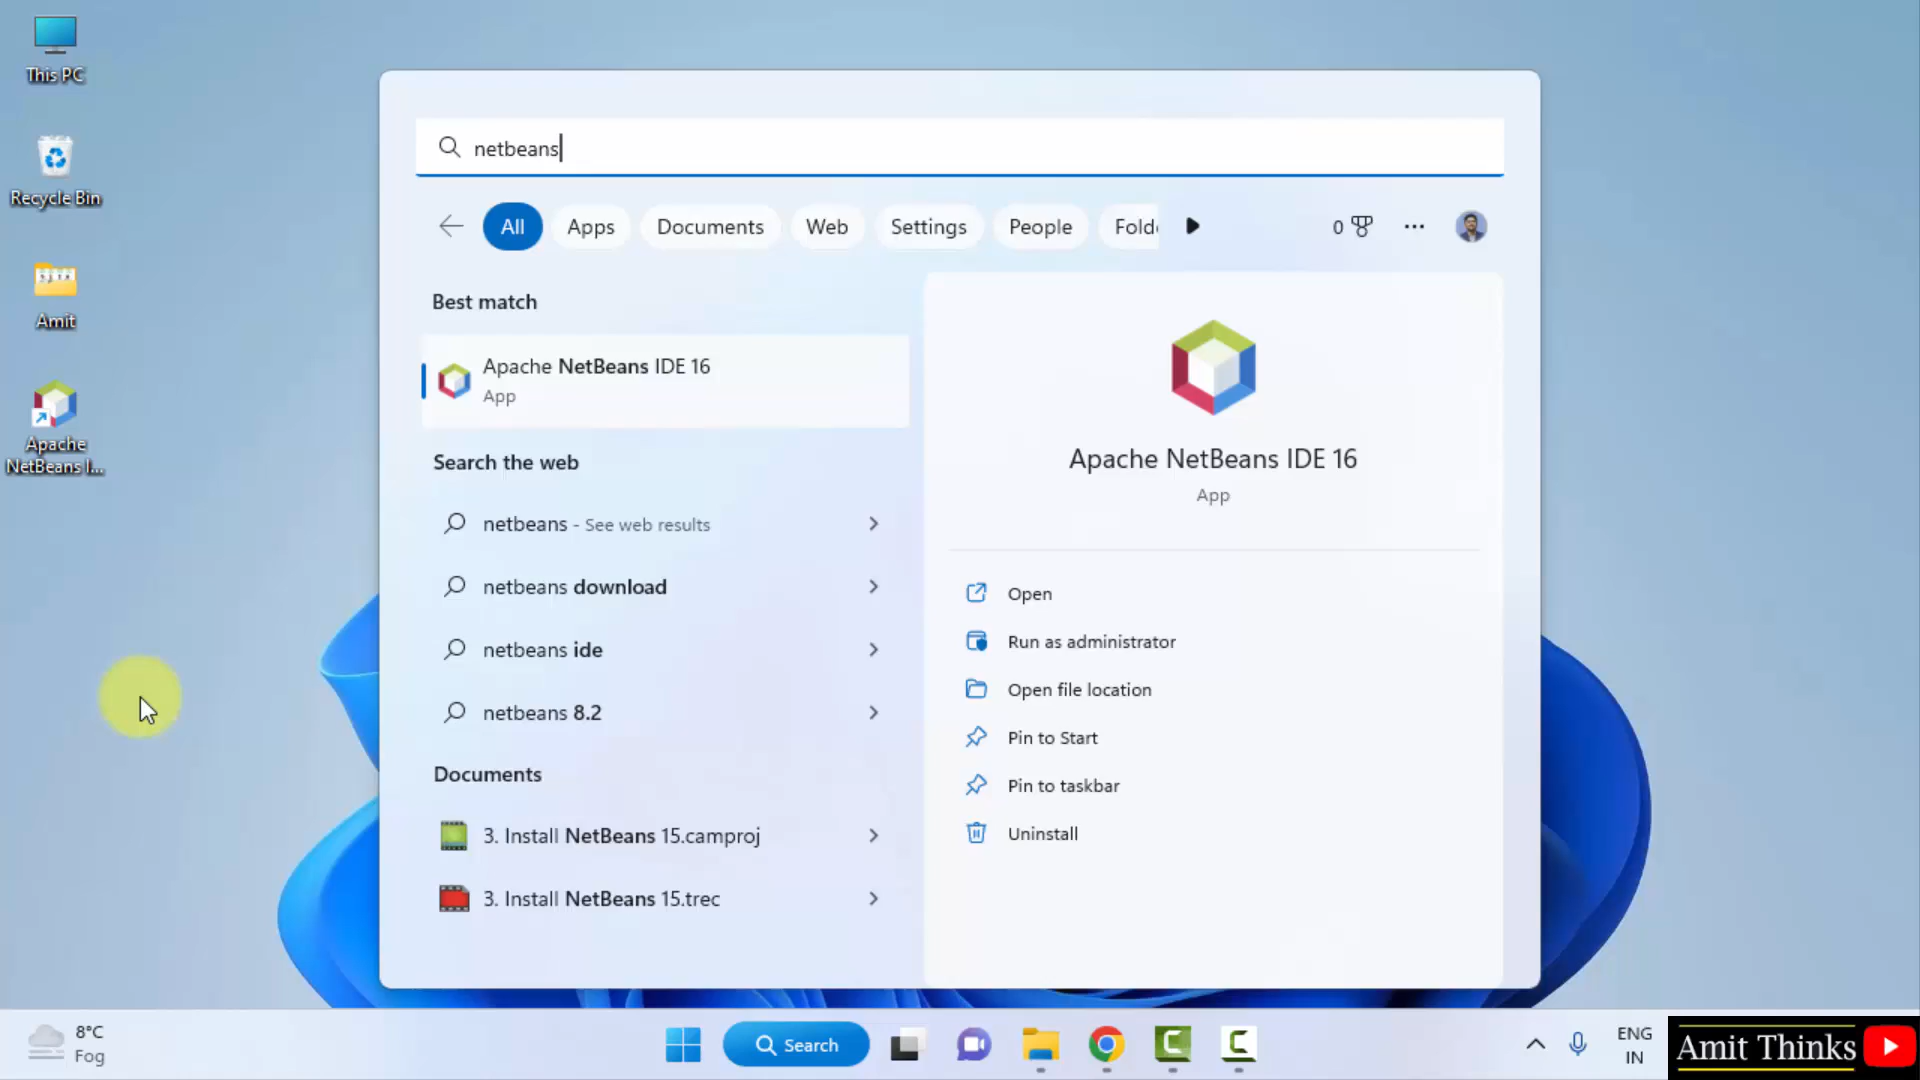 This PC
Recycle Bin
Amit
Apache
NetBeans I...
netbeans
All
Apps
Documents
Web
Settings
People
Folde
0
Best match
Apache NetBeans IDE 16
App
Search the web
netbeans - See web results
netbeans download
netbeans ide
netbeans 8.2
Documents
3. Install NetBeans 15.camproj
3. Install NetBeans 15.trec
Apache NetBeans IDE 16
App
Open
Run as administrator
Open file location
Pin to Start
Pin to taskbar
Uninstall
8°C
Fog
Search
ENG
IN
Amit Thinks